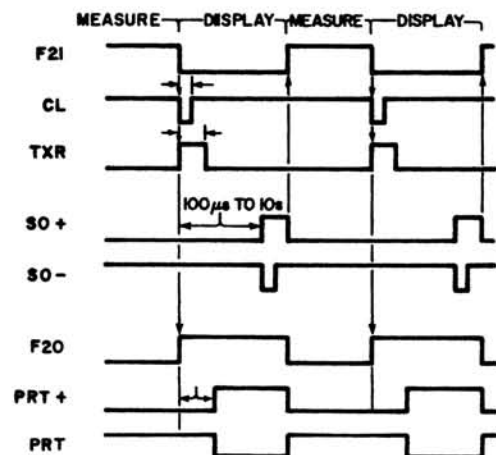 MEASURE DISPLAY MEASURE DISPLAY
F21
CL
TXR
100μs TO 10s
SO +
SO -
F20
PRT +
PRT